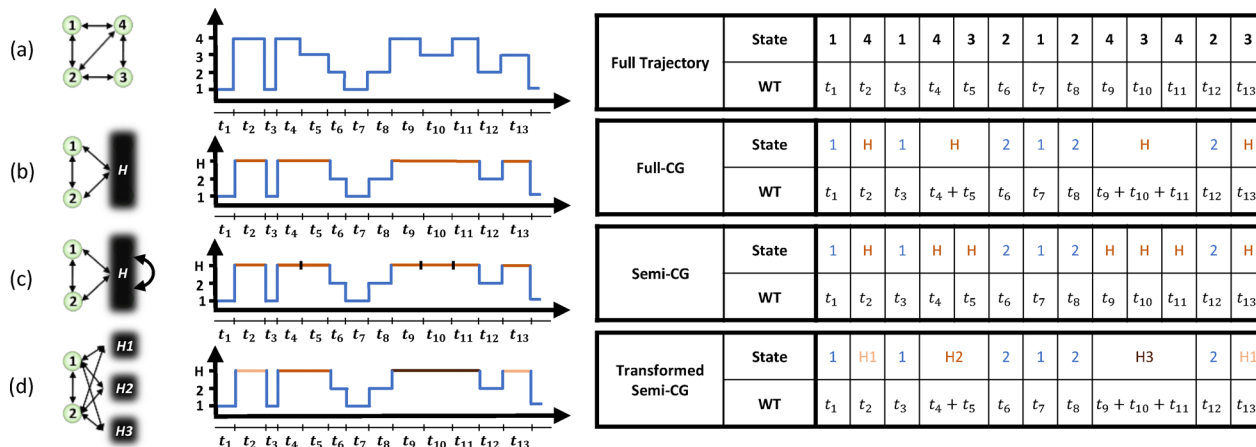 (a)
1 4
2 3
4
3
2
1
t₁ t₂ t₃ t₄ t₅ t₆ t₇ t₈ t₉ t₁₀ t₁₁ t₁₂ t₁₃
Full Trajectory
State 1 4 1 4 3 2 1 2 4 3 4 2 3
WT t₁ t₂ t₃ t₄ t₅ t₆ t₇ t₈ t₉ t₁₀ t₁₁ t₁₂ t₁₃
(b)
1
H
2
H
2
1
t₁ t₂ t₃ t₄ t₅ t₆ t₇ t₈ t₉ t₁₀ t₁₁ t₁₂ t₁₃
Full-CG
State 1 H 1 H 2 1 2 H 2 H
WT t₁ t₂ t₃ t₄ + t₅ t₆ t₇ t₈ t₉ + t₁₀ + t₁₁ t₁₂ t₁₃
(c)
1
H
2
H
2
1
t₁ t₂ t₃ t₄ t₅ t₆ t₇ t₈ t₉ t₁₀ t₁₁ t₁₂ t₁₃
Semi-CG
State 1 H 1 H H 2 1 2 H H H 2 H
WT t₁ t₂ t₃ t₄ t₅ t₆ t₇ t₈ t₉ t₁₀ t₁₁ t₁₂ t₁₃
(d)
H1
1
H2
2
H3
H
2
1
t₁ t₂ t₃ t₄ t₅ t₆ t₇ t₈ t₉ t₁₀ t₁₁ t₁₂ t₁₃
Transformed
Semi-CG
State 1 H1 1 H2 2 1 2 H3 2 H1
WT t₁ t₂ t₃ t₄ + t₅ t₆ t₇ t₈ t₉ + t₁₀ + t₁₁ t₁₂ t₁₃